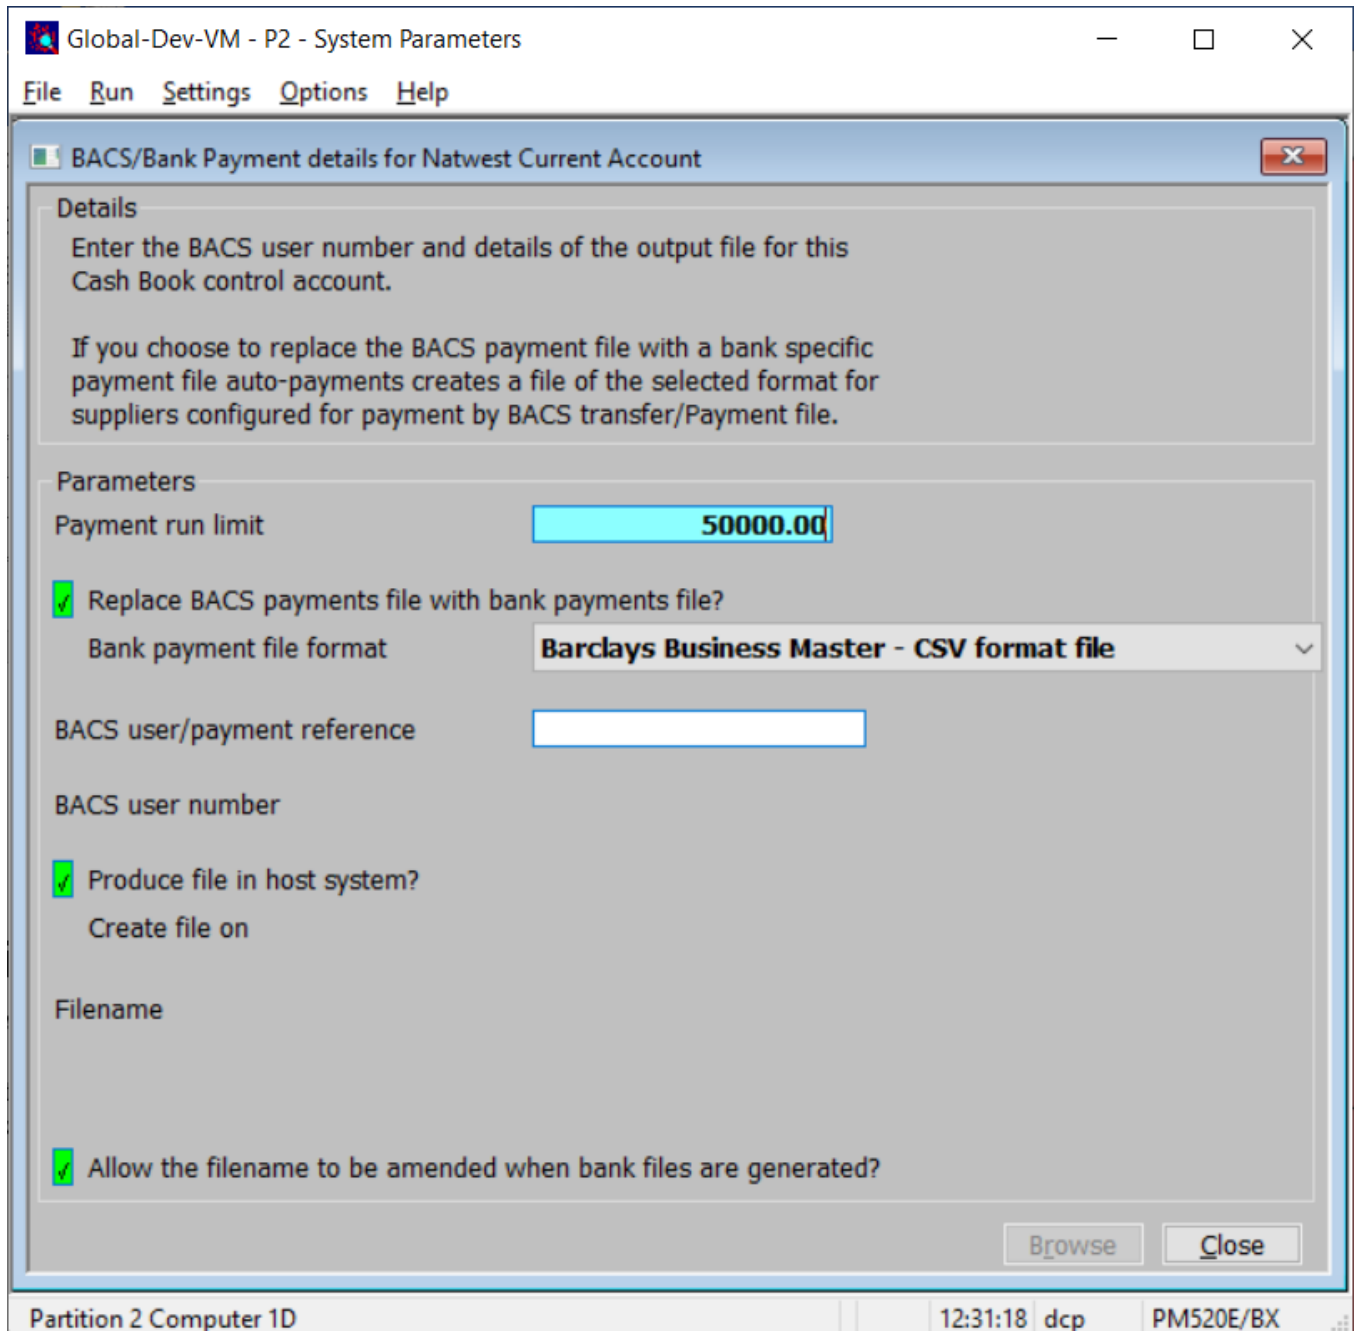 Global-Dev-VM - P2 - System Parameters
File Run Settings Options Help
BACS/Bank Payment details for Natwest Current Account
Details
Enter the BACS user number and details of the output file for this
Cash Book control account.
If you choose to replace the BACS payment file with a bank specific
payment file auto-payments creates a file of the selected format for
suppliers configured for payment by BACS transfer/Payment file.
Parameters
Payment run limit 50000.00
Replace BACS payments file with bank payments file?
Bank payment file format Barclays Business Master - CSV format file
BACS user/payment reference
BACS user number
Produce file in host system?
Create file on
Filename
Allow the filename to be amended when bank files are generated?
Browse Close
Partition 2 Computer 1D 12:31:18 dcp PM520E/BX